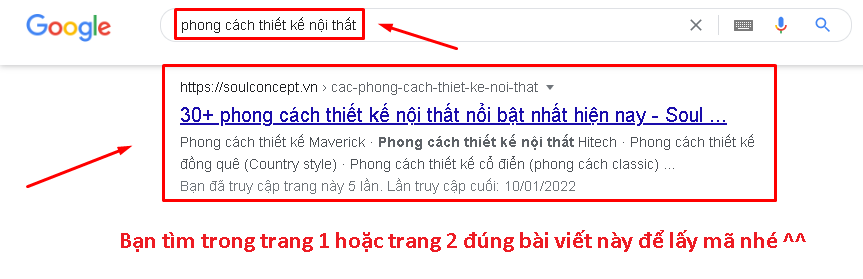 Google
phong cách thiết kế nội thất
https://soulconcept.vn › cac-phong-cach-thiet-ke-noi-that
30+ phong cách thiết kế nội thất nổi bật nhất hiện nay - Soul ...
Phong cách thiết kế Maverick · Phong cách thiết kế nội thất Hitech · Phong cách thiết kế
đồng quê (Country style) · Phong cách thiết kế cổ điển (phong cách classic) ...
Bạn đã truy cập trang này 5 lần. Lần truy cập cuối: 10/01/2022
Bạn tìm trong trang 1 hoặc trang 2 đúng bài viết này để lấy mã nhé ^^